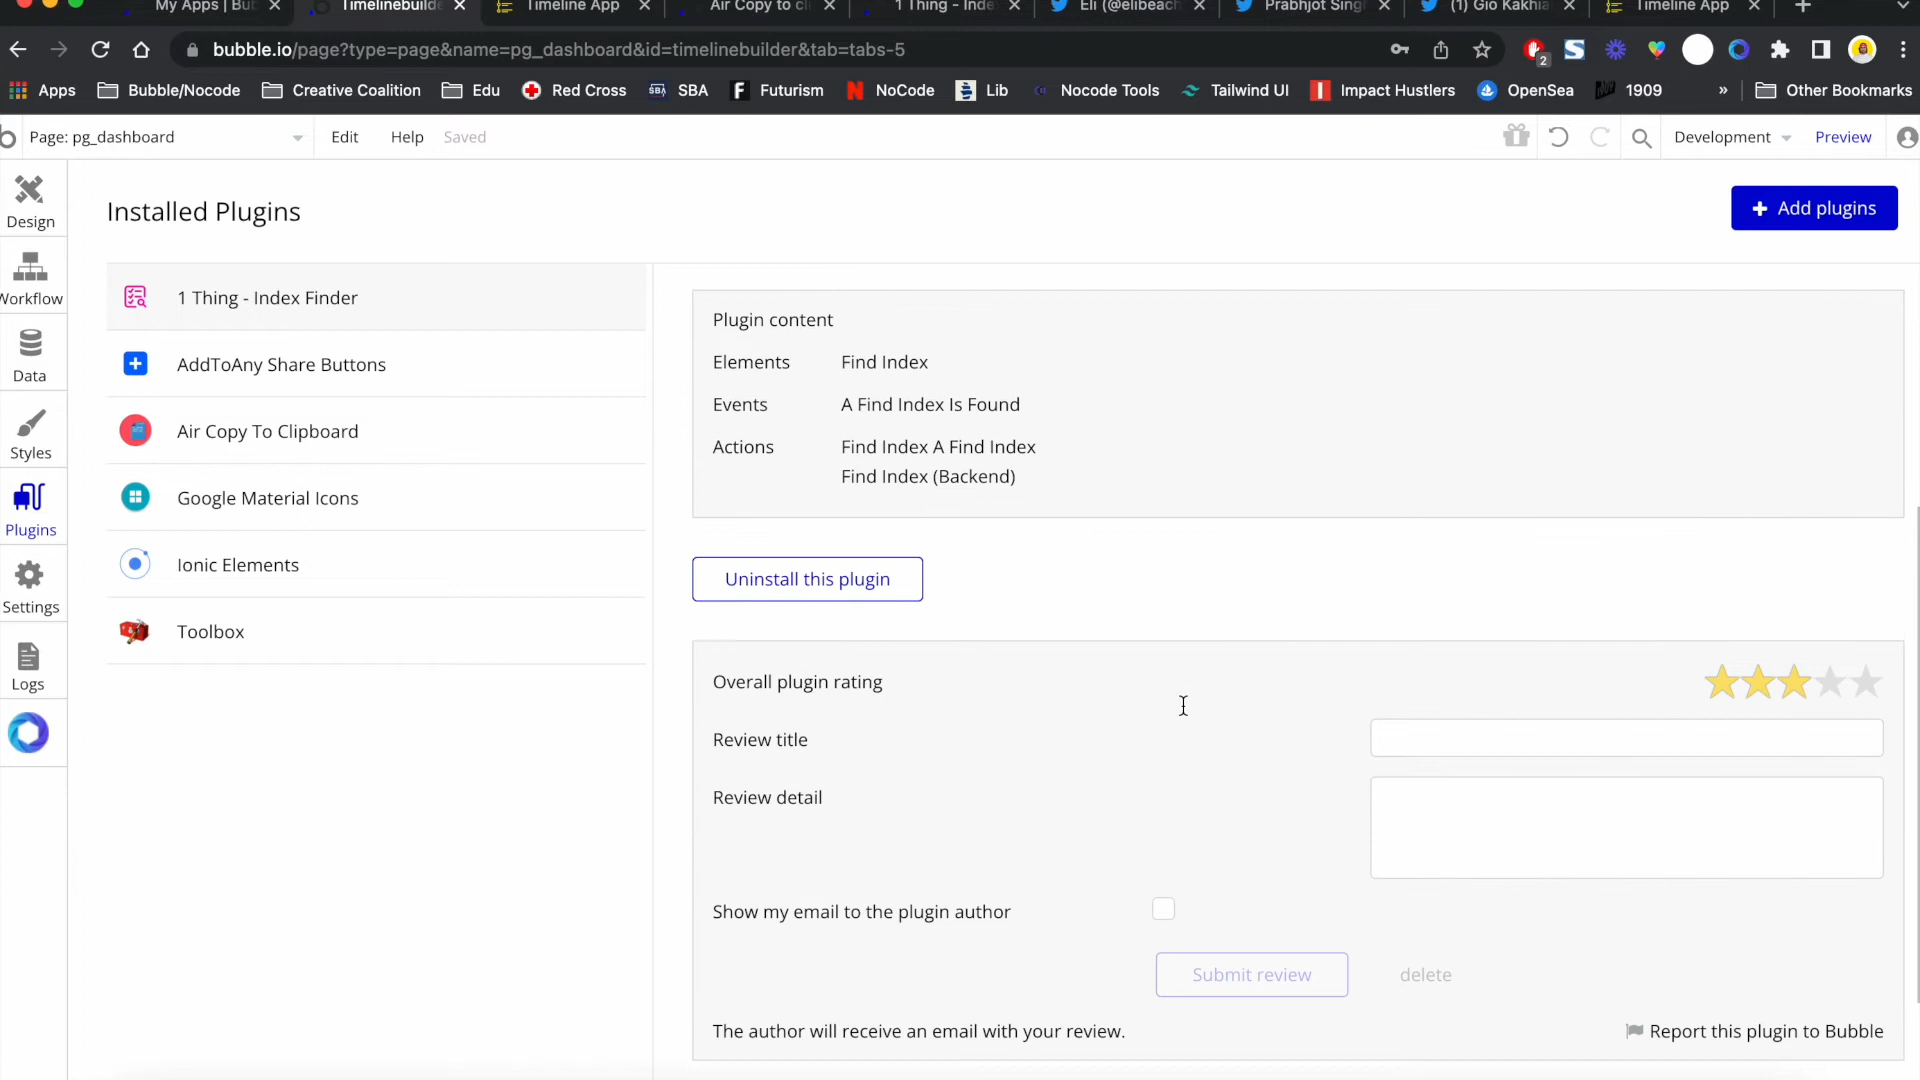 My Apps | Bub
Timelinebuilde
Timeline App
Air Copy to cli
1 Thing - Inde
Eli (@elibeach
Prabhjot Singl
(1) Gio Kakhia
Timeline App
bubble.io/page?type=page&name=pg_dashboard&id=timelinebuilder&tab=tabs-5
2
Apps
Bubble/Nocode
Creative Coalition
Edu
Red Cross
SBA
SBA
Futurism
NoCode
Lib
Nocode Tools
Tailwind UI
Impact Hustlers
OpenSea
1909
»
Other Bookmarks
Page: pg_dashboard
Edit
Help
Saved
Development
Preview
Design
Workflow
Data
Styles
Plugins
Settings
Logs
Installed Plugins
+ Add plugins
1 Thing - Index Finder
AddToAny Share Buttons
Air Copy To Clipboard
Google Material Icons
Ionic Elements
Toolbox
Plugin content
Elements Find Index
Events A Find Index Is Found
Actions Find Index A Find Index
Find Index (Backend)
Uninstall this plugin
Overall plugin rating
Review title
Review detail
Show my email to the plugin author
Submit review
delete
The author will receive an email with your review.
Report this plugin to Bubble